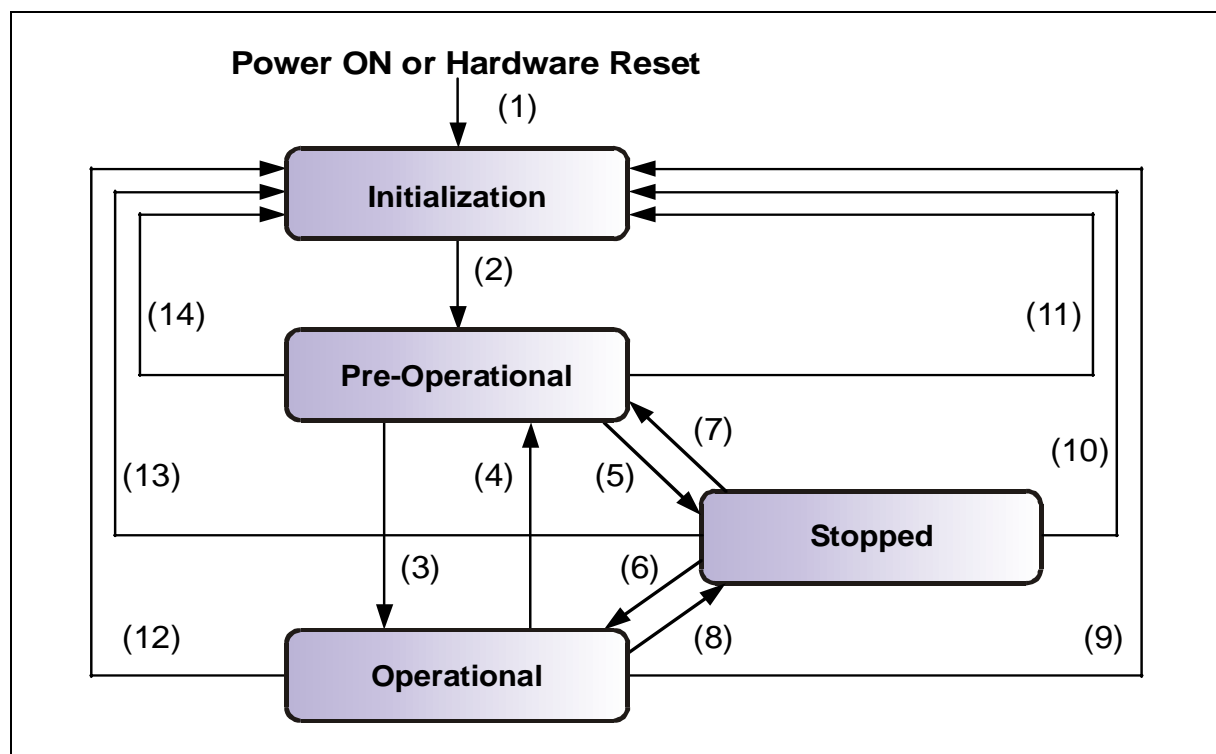 Power ON or Hardware Reset
(1)
Initialization
(2)
(14)
(11)
Pre-Operational
(7)
(13)
(4)
(5)
(10)
Stopped
(3)
(6)
(12)
(8)
(9)
Operational